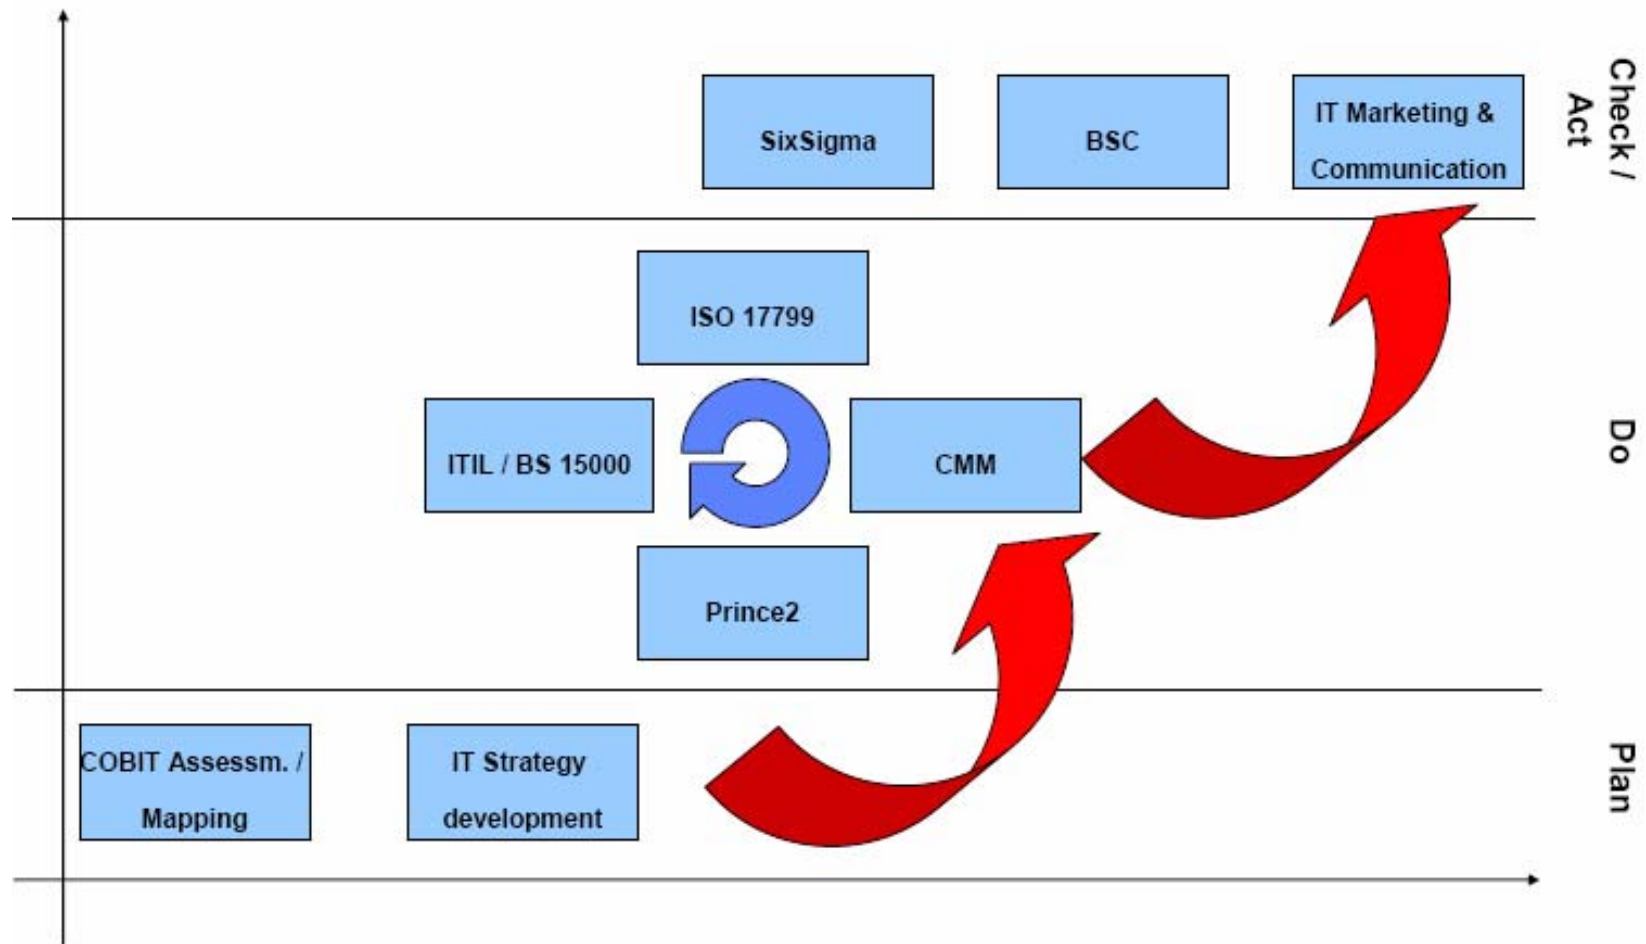 SixSigma
BSC
IT Marketing &
Communication
Check /
Act
ISO 17799
ITIL / BS 15000
CMM
Do
Prince2
COBIT Assessm. /
Mapping
IT Strategy
development
Plan